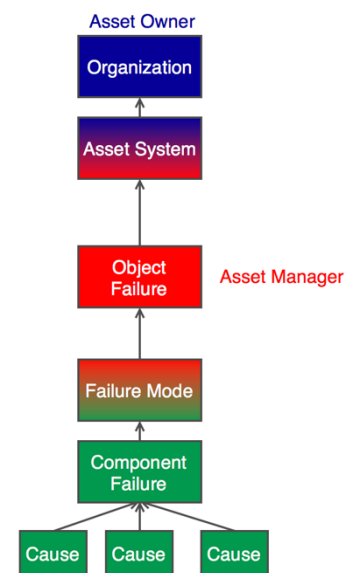 Asset Owner
Organization
Asset System
Object
Failure
Asset Manager
Failure Mode
Component
Failure
Cause
Cause
Cause